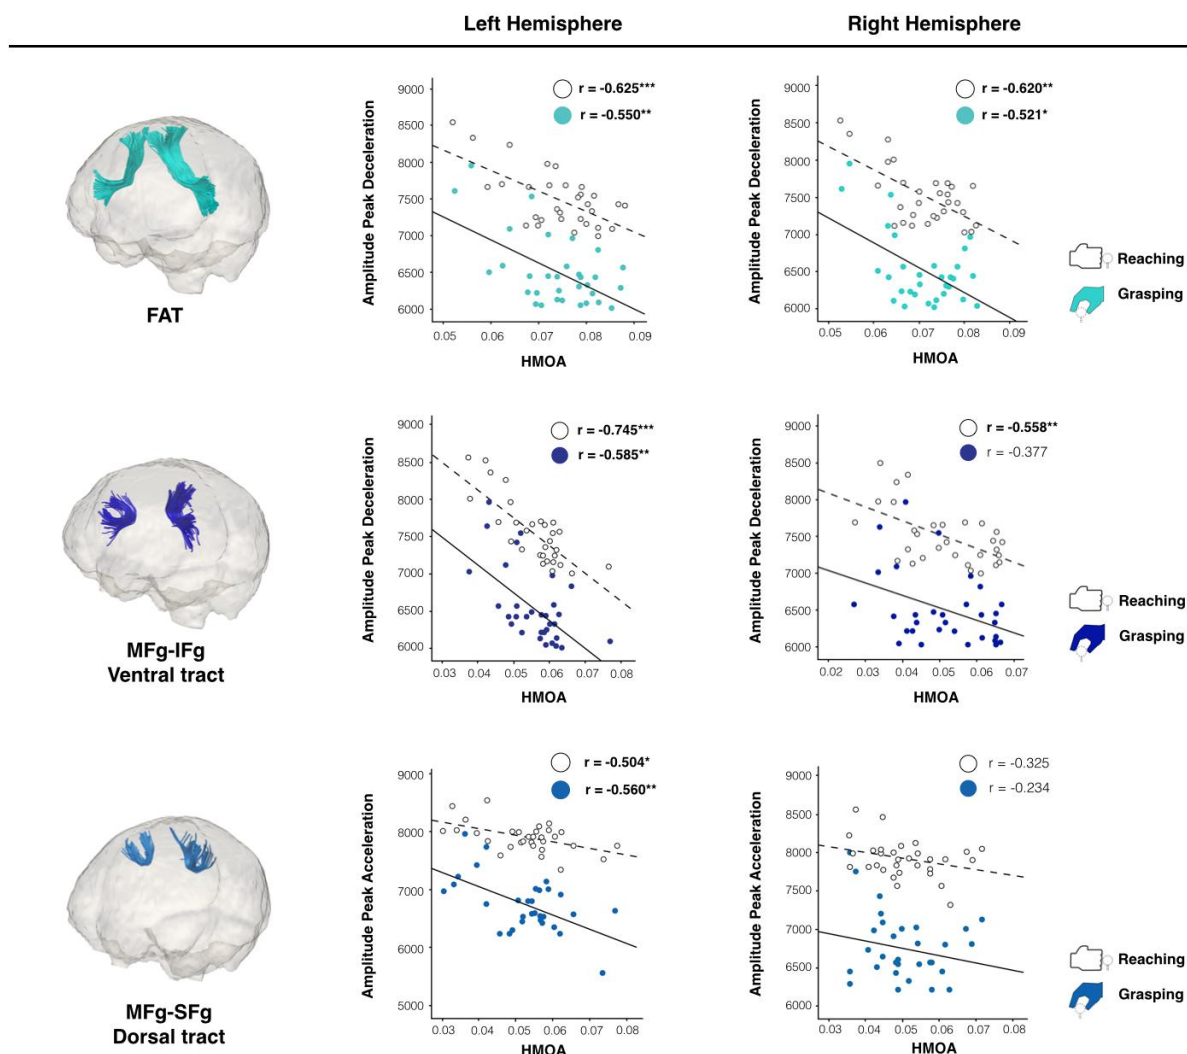 Left Hemisphere
Right Hemisphere
FAT
Amplitude Peak Deceleration
9000
8500
8000
7500
7000
6500
6000
0.05
0.06
0.07
0.08
0.09
HMOA
r = -0.625***
r = -0.550**
Amplitude Peak Deceleration
9000
8500
8000
7500
7000
6500
6000
0.05
0.06
0.07
0.08
0.09
HMOA
r = -0.620**
r = -0.521*
Reaching
Grasping
MFg-IFg
Ventral tract
Amplitude Peak Deceleration
9000
8500
8000
7500
7000
6500
6000
0.03
0.04
0.05
0.06
0.07
0.08
HMOA
r = -0.745***
r = -0.585**
Amplitude Peak Deceleration
9000
8500
8000
7500
7000
6500
6000
0.02
0.03
0.04
0.05
0.06
0.07
HMOA
r = -0.558**
r = -0.377
Reaching
Grasping
MFg-SFg
Dorsal tract
Amplitude Peak Acceleration
9000
8000
7000
6000
5000
0.03
0.04
0.05
0.06
0.07
0.08
HMOA
r = -0.504*
r = -0.560**
Amplitude Peak Acceleration
9000
8500
8000
7500
7000
6500
6000
0.03
0.04
0.05
0.06
0.07
0.08
HMOA
r = -0.325
r = -0.234
Reaching
Grasping